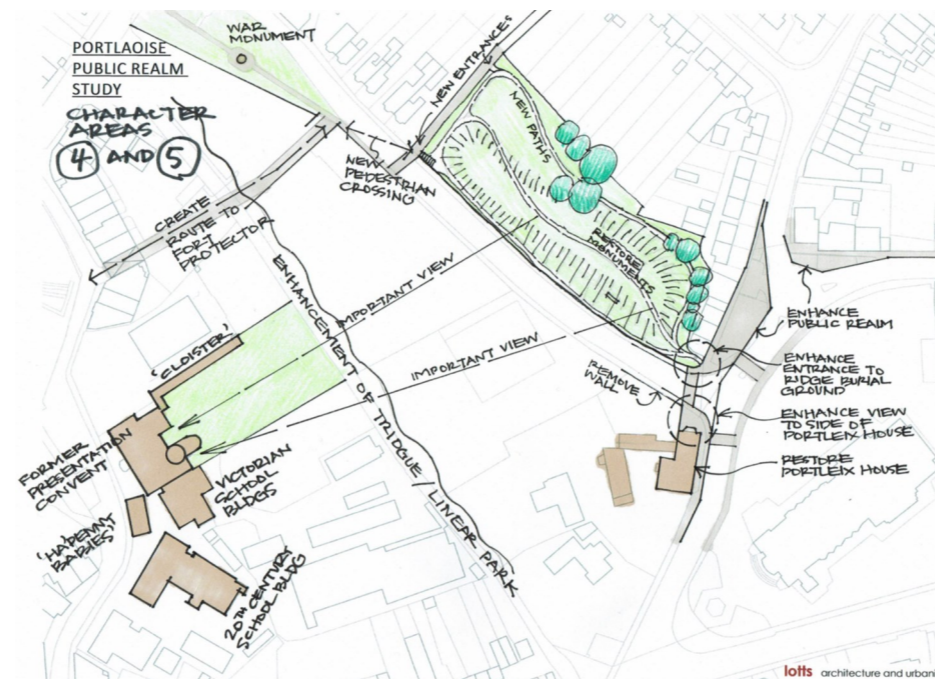 PORTLAOISE
PUBLIC REALM
STUDY
CHARACTER
AREAS
4 AND 5
WAR
MONUMENT
NEW ENTRANCES
NEW PATHS
NEW
PEDESTRIAN
CROSSING
CREATE
ROUTE TO
FORT
PROTECTOR
RESTORE
MONUMENTS
ENHANCEMENT OF TRIOGUE / LINEAR PARK
IMPORTANT VIEW
IMPORTANT VIEW
'CLOISTER'
REMOVE
WALL
ENHANCE
PUBLIC REALM
ENHANCE
ENTRANCE TO
RIDGE BURIAL
GROUND
ENHANCE VIEW
TO SIDE OF
PORTLEIX HOUSE
RESTORE
PORTLEIX HOUSE
FORMER
PRESENTATION
CONVENT
VICTORIAN
SCHOOL
BLDGS
'HA'PENNY
BABIES'
20TH CENTURY
SCHOOL BLDG
lotts architecture and urbani